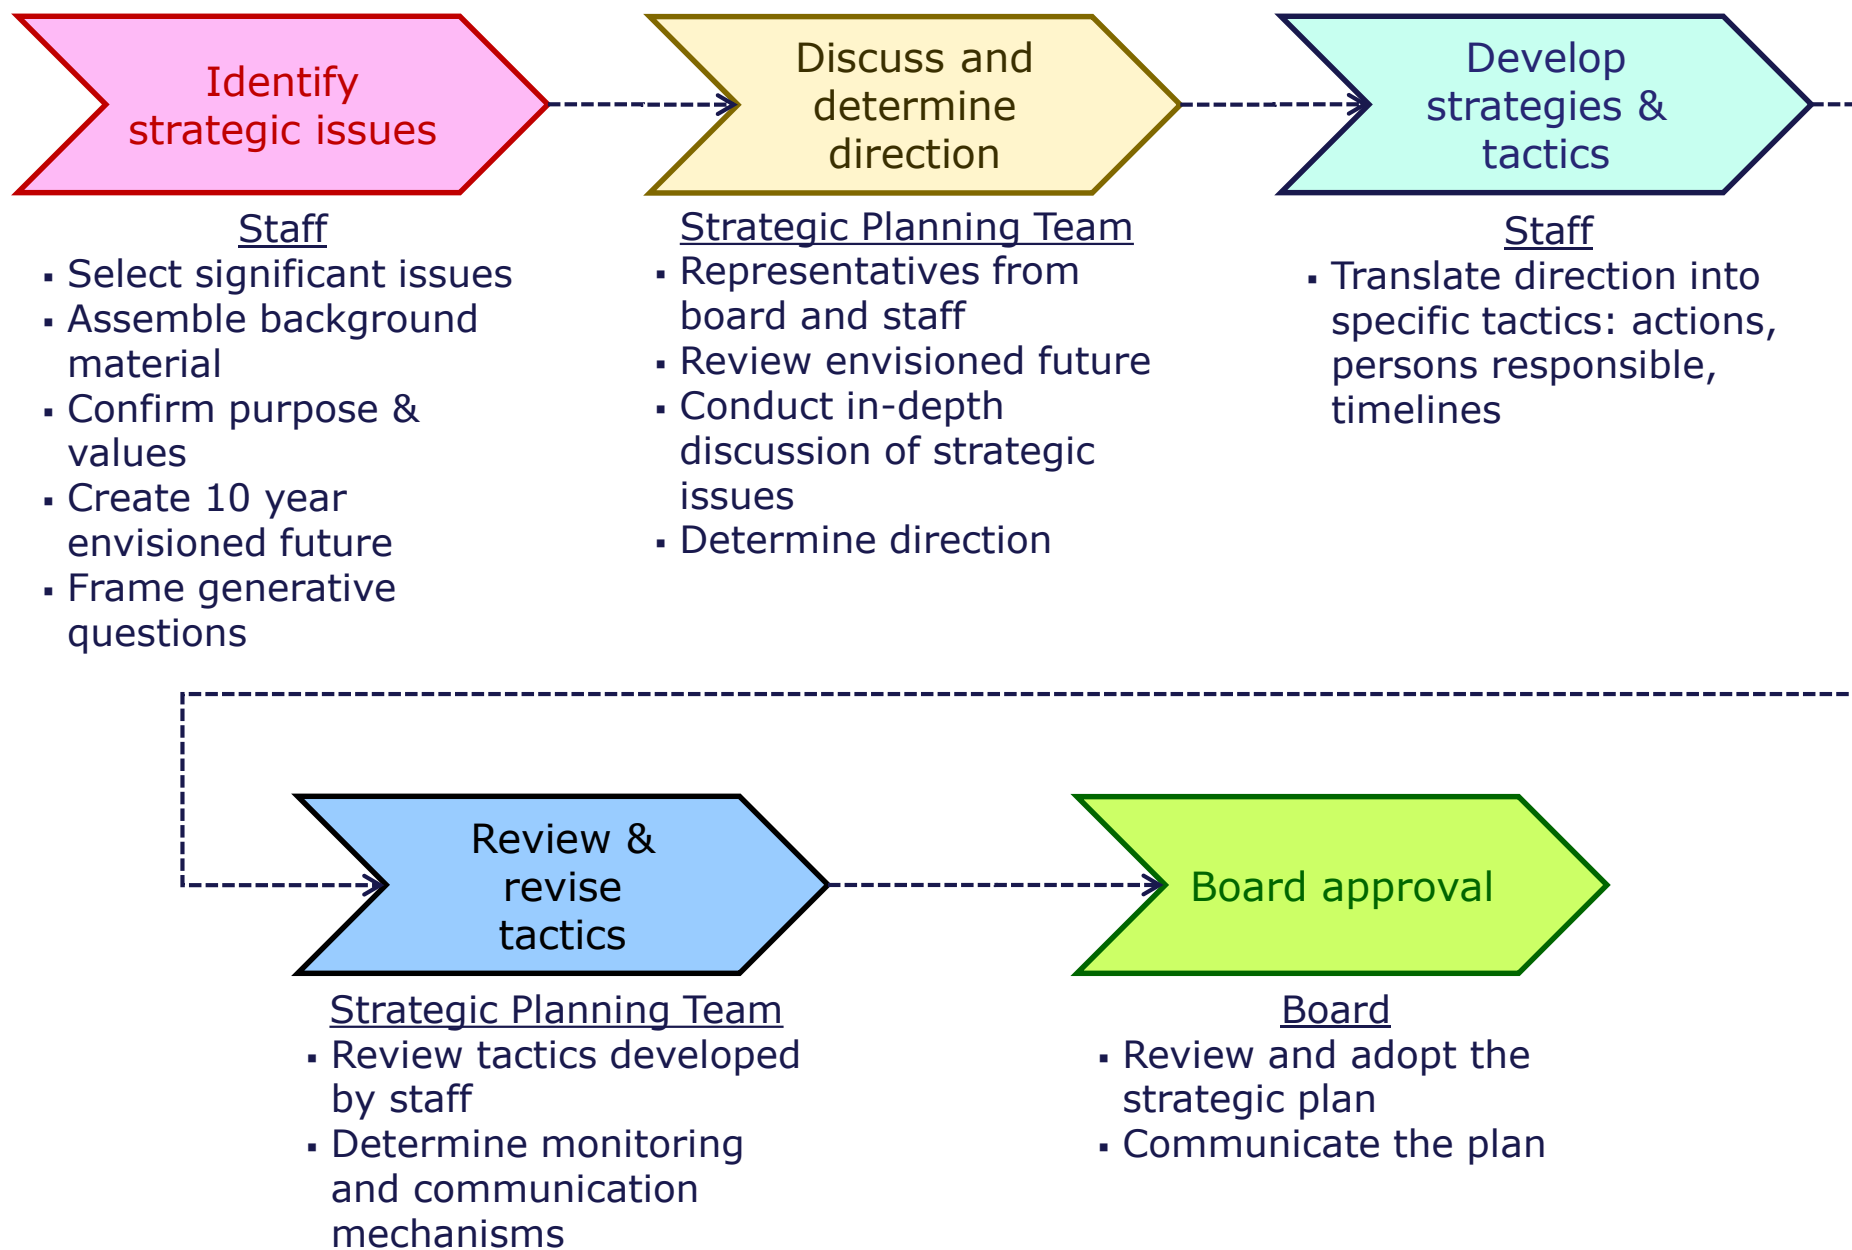 Identify
strategic issues
Staff
▪ Select significant issues
▪ Assemble background
material
▪ Confirm purpose &
values
▪ Create 10 year
envisioned future
▪ Frame generative
questions
Discuss and
determine
direction
Strategic Planning Team
▪ Representatives from
board and staff
▪ Review envisioned future
▪ Conduct in-depth
discussion of strategic
issues
▪ Determine direction
Develop
strategies &
tactics
Staff
▪ Translate direction into
specific tactics: actions,
persons responsible,
timelines
Review &
revise
tactics
Strategic Planning Team
▪ Review tactics developed
by staff
▪ Determine monitoring
and communication
mechanisms
Board approval
Board
▪ Review and adopt the
strategic plan
▪ Communicate the plan